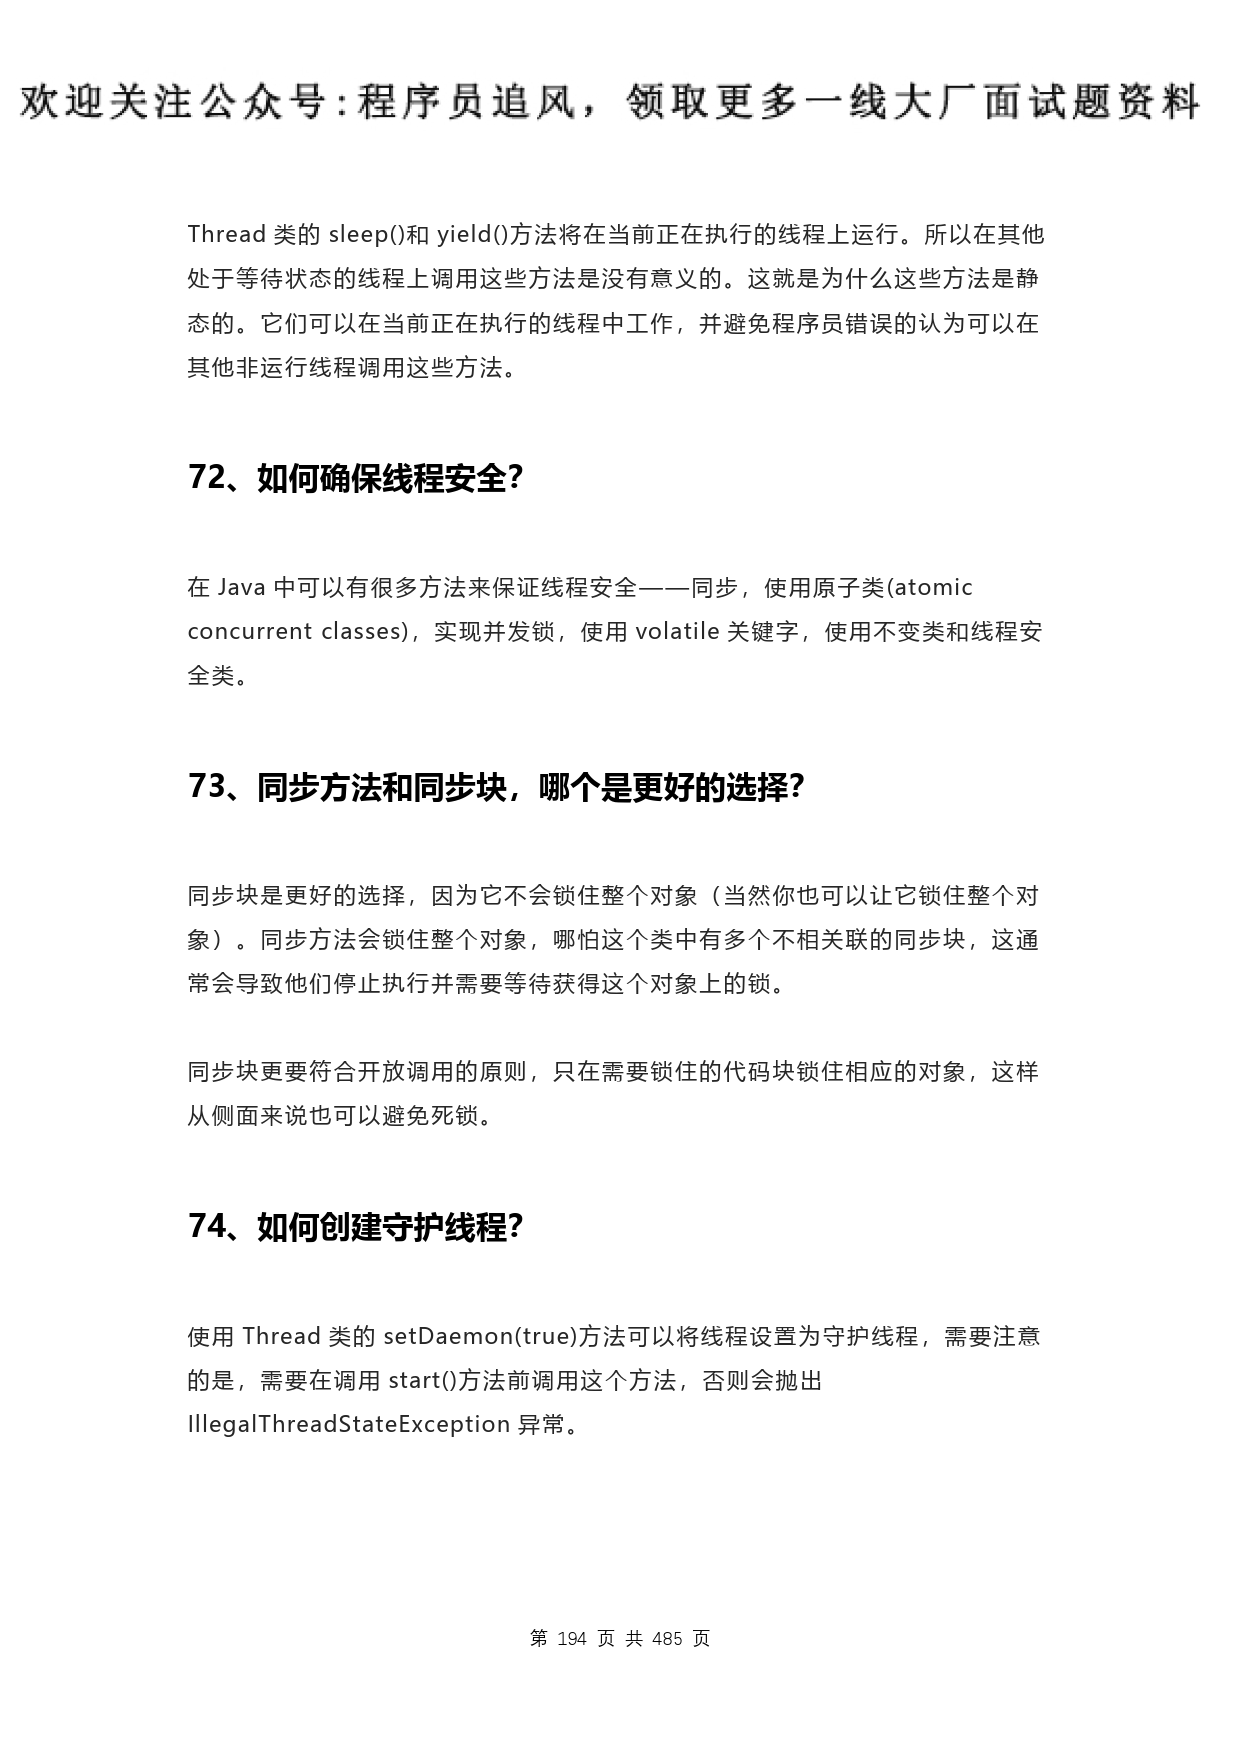 欢迎关注公众号:程序员追风，领取更多一线大厂面试题资料
Thread 类的 sleep()和 yield()方法将在当前正在执行的线程上运行。所以在其他
处于等待状态的线程上调用这些方法是没有意义的。这就是为什么这些方法是静
态的。它们可以在当前正在执行的线程中工作，并避免程序员错误的认为可以在
其他非运行线程调用这些方法。
72、如何确保线程安全？
在 Java 中可以有很多方法来保证线程安全——同步，使用原子类(atomic
concurrent classes)，实现并发锁，使用 volatile 关键字，使用不变类和线程安
全类。
73、同步方法和同步块，哪个是更好的选择？
同步块是更好的选择，因为它不会锁住整个对象（当然你也可以让它锁住整个对
象）。同步方法会锁住整个对象，哪怕这个类中有多个不相关联的同步块，这通
常会导致他们停止执行并需要等待获得这个对象上的锁。
同步块更要符合开放调用的原则，只在需要锁住的代码块锁住相应的对象，这样
从侧面来说也可以避免死锁。
74、如何创建守护线程？
使用 Thread 类的 setDaemon(true)方法可以将线程设置为守护线程，需要注意
的是，需要在调用 start()方法前调用这个方法，否则会抛出
IllegalThreadStateException 异常。
第 194 页 共 485 页